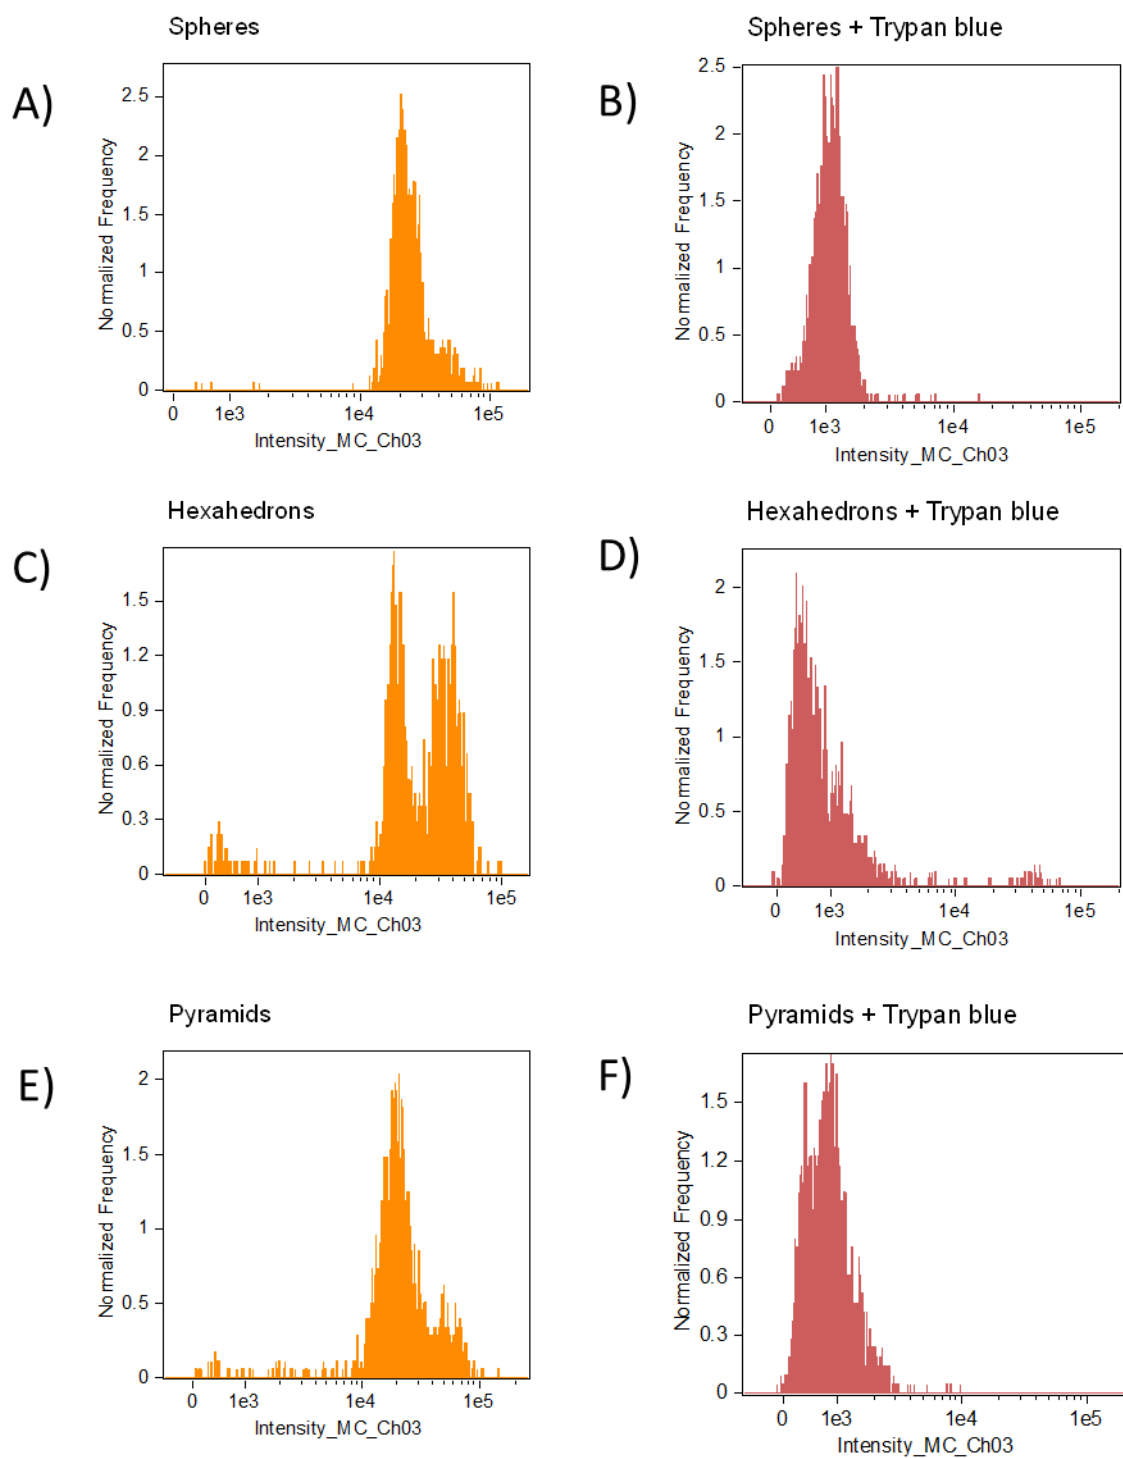 Spheres
A)
2.5
2
1.5
1
0.5
0
Normalized Frequency
0 1e3 1e4 1e5
Intensity_MC_Ch03
Spheres + Trypan blue
B)
2.5
2
1.5
1
0.5
0
Normalized Frequency
0 1e3 1e4 1e5
Intensity_MC_Ch03
Hexahedrons
C)
1.5
1.2
0.9
0.6
0.3
0
Normalized Frequency
0 1e3 1e4 1e5
Intensity_MC_Ch03
Hexahedrons + Trypan blue
D)
2
1.5
1
0.5
0
Normalized Frequency
0 1e3 1e4 1e5
Intensity_MC_Ch03
Pyramids
E)
2
1.5
1
0.5
0
Normalized Frequency
0 1e3 1e4 1e5
Intensity_MC_Ch03
Pyramids + Trypan blue
F)
1.5
1.2
0.9
0.6
0.3
0
Normalized Frequency
0 1e3 1e4 1e5
Intensity_MC_Ch03